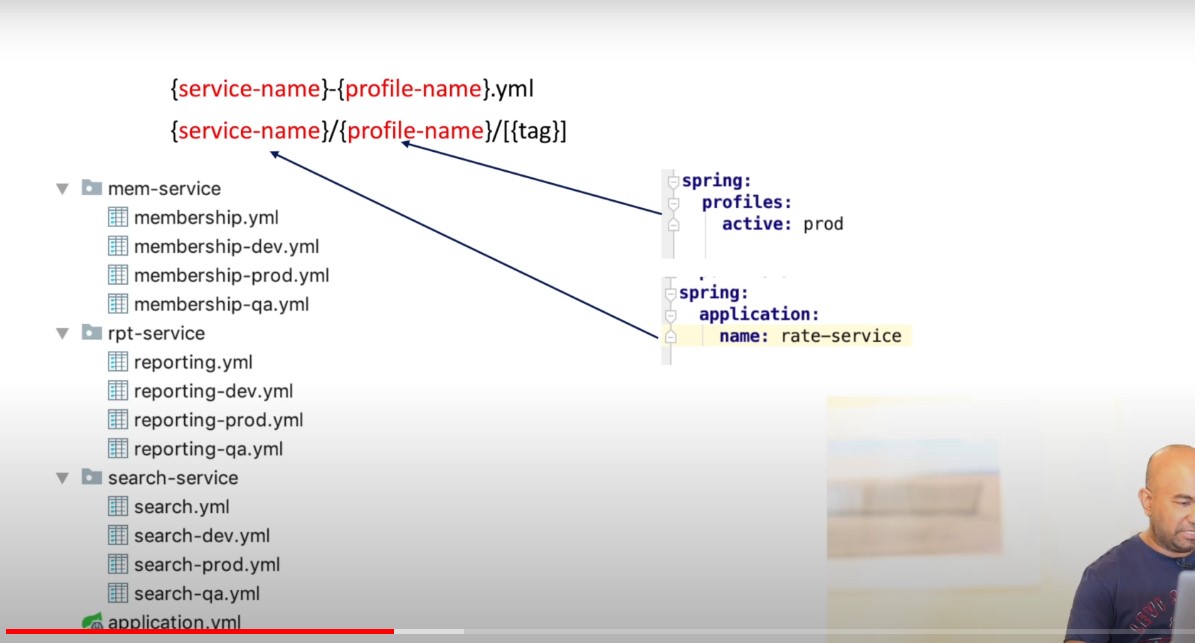 {service-name}-{profile-name}.yml
{service-name}/{profile-name}/[{tag}]
mem-service
membership.yml
membership-dev.yml
membership-prod.yml
membership-qa.yml
rpt-service
reporting.yml
reporting-dev.yml
reporting-prod.yml
reporting-qa.yml
search-service
search.yml
search-dev.yml
search-prod.yml
search-qa.yml
application.yml
spring:
profiles:
active: prod
spring:
application:
name: rate-service